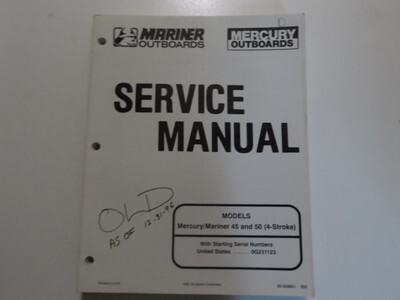 MARINER
OUTBOARDS
MERCURY
OUTBOARDS
SERVICE
MANUAL
OLD
AS OF 12-31-96
MODELS
Mercury/Mariner 45 and 50 (4-Stroke)
With Starting Serial Numbers
United States .......... 0G231123